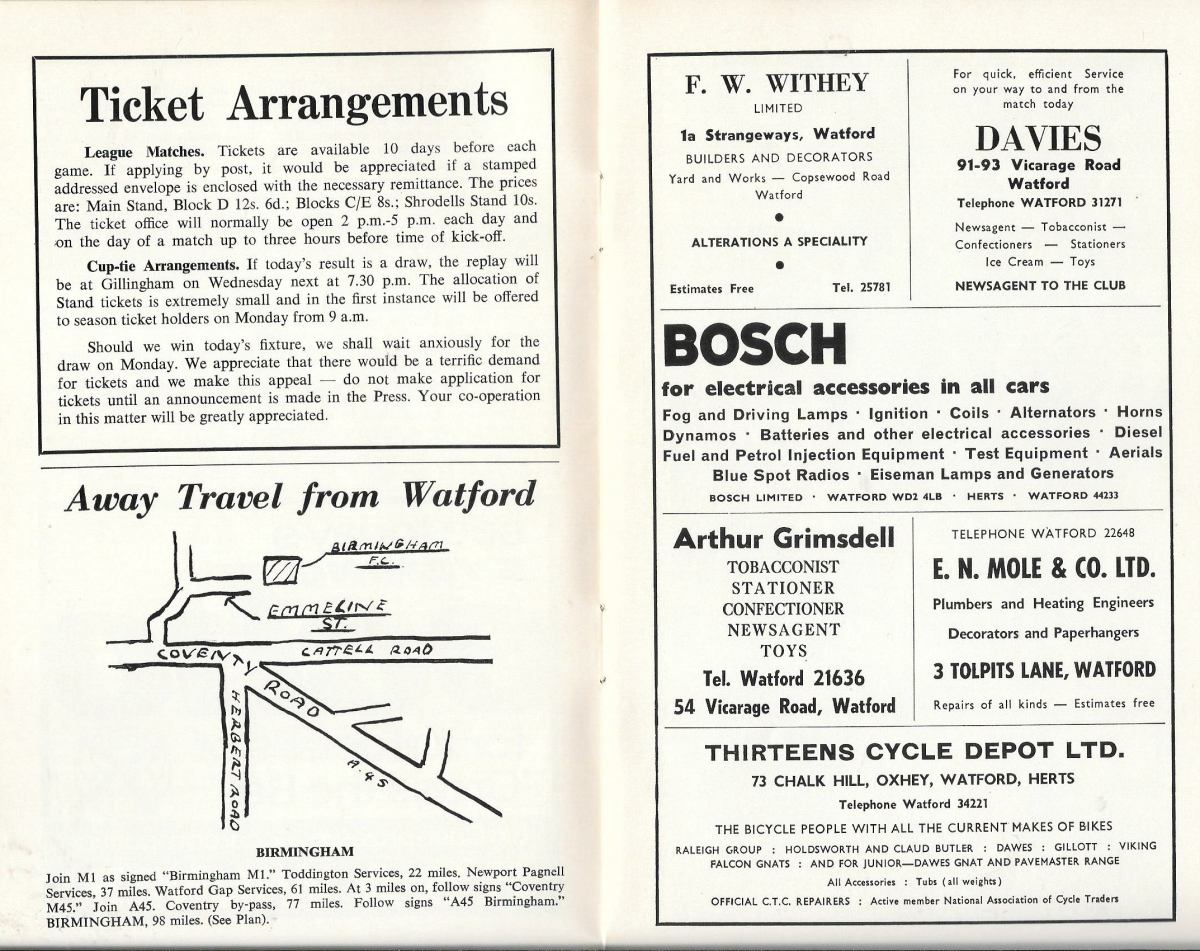 Ticket Arrangements
League Matches. Tickets are available 10 days before each
game. If applying by post, it would be appreciated if a stamped
addressed envelope is enclosed with the necessary remittance. The prices
are: Main Stand, Block D 12s. 6d.; Blocks C/E 8s.; Shrodells Stand 10s.
The ticket office will normally be open 2 p.m.-5 p.m. each day and
on the day of a match up to three hours before time of kick-off.
Cup-tie Arrangements. If today's result is a draw, the replay will
be at Gillingham on Wednesday next at 7.30 p.m. The allocation of
Stand tickets is extremely small and in the first instance will be offered
to season ticket holders on Monday from 9 a.m.
Should we win today's fixture, we shall wait anxiously for the
draw on Monday. We appreciate that there would be a terrific demand
for tickets and we make this appeal — do not make application for
tickets until an announcement is made in the Press. Your co-operation
in this matter will be greatly appreciated.
Away Travel from Watford
BIRMINGHAM
F.C.
EMMELINE
ST.
COVENTY ROAD
CATTELL ROAD
HERBERT ROAD
A.45
BIRMINGHAM
Join M1 as signed "Birmingham M1." Toddington Services, 22 miles. Newport Pagnell
Services, 37 miles. Watford Gap Services, 61 miles. At 3 miles on, follow signs "Coventry
M45." Join A45. Coventry by-pass, 77 miles. Follow signs "A45 Birmingham."
BIRMINGHAM, 98 miles. (See Plan).
F. W. WITHEY
LIMITED
1a Strangeways, Watford
BUILDERS AND DECORATORS
Yard and Works — Copsewood Road
Watford
●
ALTERATIONS A SPECIALITY
●
Estimates Free Tel. 25781
For quick, efficient Service
on your way to and from the
match today
DAVIES
91-93 Vicarage Road
Watford
Telephone WATFORD 31271
Newsagent — Tobacconist —
Confectioners — Stationers
Ice Cream — Toys
NEWSAGENT TO THE CLUB
BOSCH
for electrical accessories in all cars
Fog and Driving Lamps · Ignition · Coils · Alternators · Horns
Dynamos · Batteries and other electrical accessories · Diesel
Fuel and Petrol Injection Equipment · Test Equipment · Aerials
Blue Spot Radios · Eiseman Lamps and Generators
BOSCH LIMITED · WATFORD WD2 4LB · HERTS · WATFORD 44233
Arthur Grimsdell
TOBACCONIST
STATIONER
CONFECTIONER
NEWSAGENT
TOYS
Tel. Watford 21636
54 Vicarage Road, Watford
TELEPHONE WATFORD 22648
E. N. MOLE & CO. LTD.
Plumbers and Heating Engineers
Decorators and Paperhangers
3 TOLPITS LANE, WATFORD
Repairs of all kinds — Estimates free
THIRTEENS CYCLE DEPOT LTD.
73 CHALK HILL, OXHEY, WATFORD, HERTS
Telephone Watford 34221
THE BICYCLE PEOPLE WITH ALL THE CURRENT MAKES OF BIKES
RALEIGH GROUP : HOLDSWORTH AND CLAUD BUTLER : DAWES : GILLOTT : VIKING
FALCON GNATS : AND FOR JUNIOR—DAWES GNAT AND PAVEMASTER RANGE
All Accessories : Tubs (all weights)
OFFICIAL C.T.C. REPAIRERS : Active member National Association of Cycle Traders